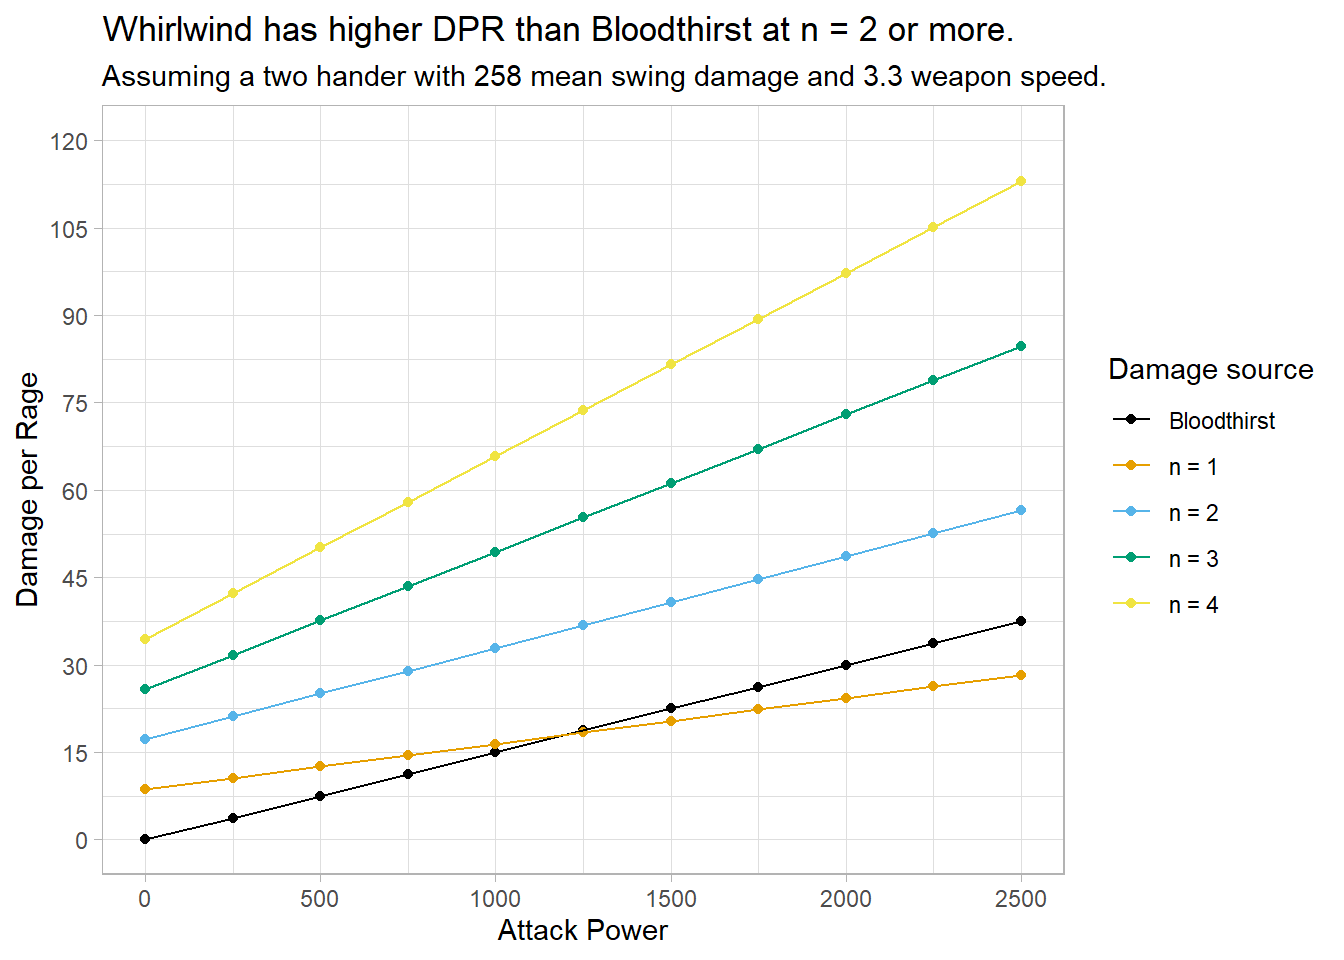 Whirlwind has higher DPR than Bloodthirst at n = 2 or more.
Assuming a two hander with 258 mean swing damage and 3.3 weapon speed.
120
105
90
75
60
45
30
15
0
Damage per Rage
0 500 1000 1500 2000 2500
Attack Power
Damage source
Bloodthirst
n = 1
n = 2
n = 3
n = 4